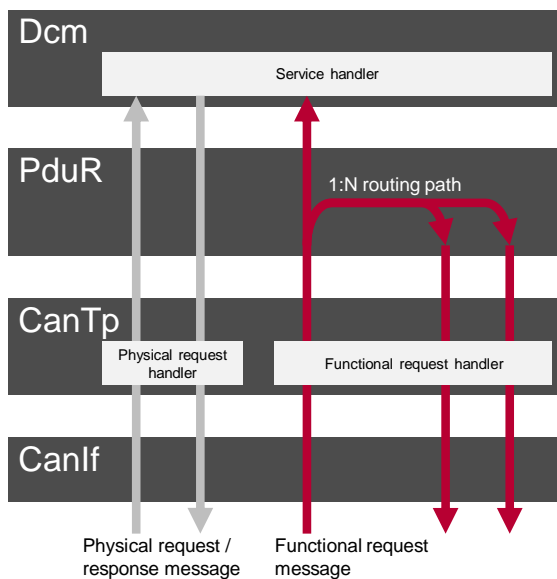 Dcm
Service handler
PduR
1:N routing path
CanTp
Physical request
handler
Functional request handler
CanIf
Physical request /
response message
Functional request
message